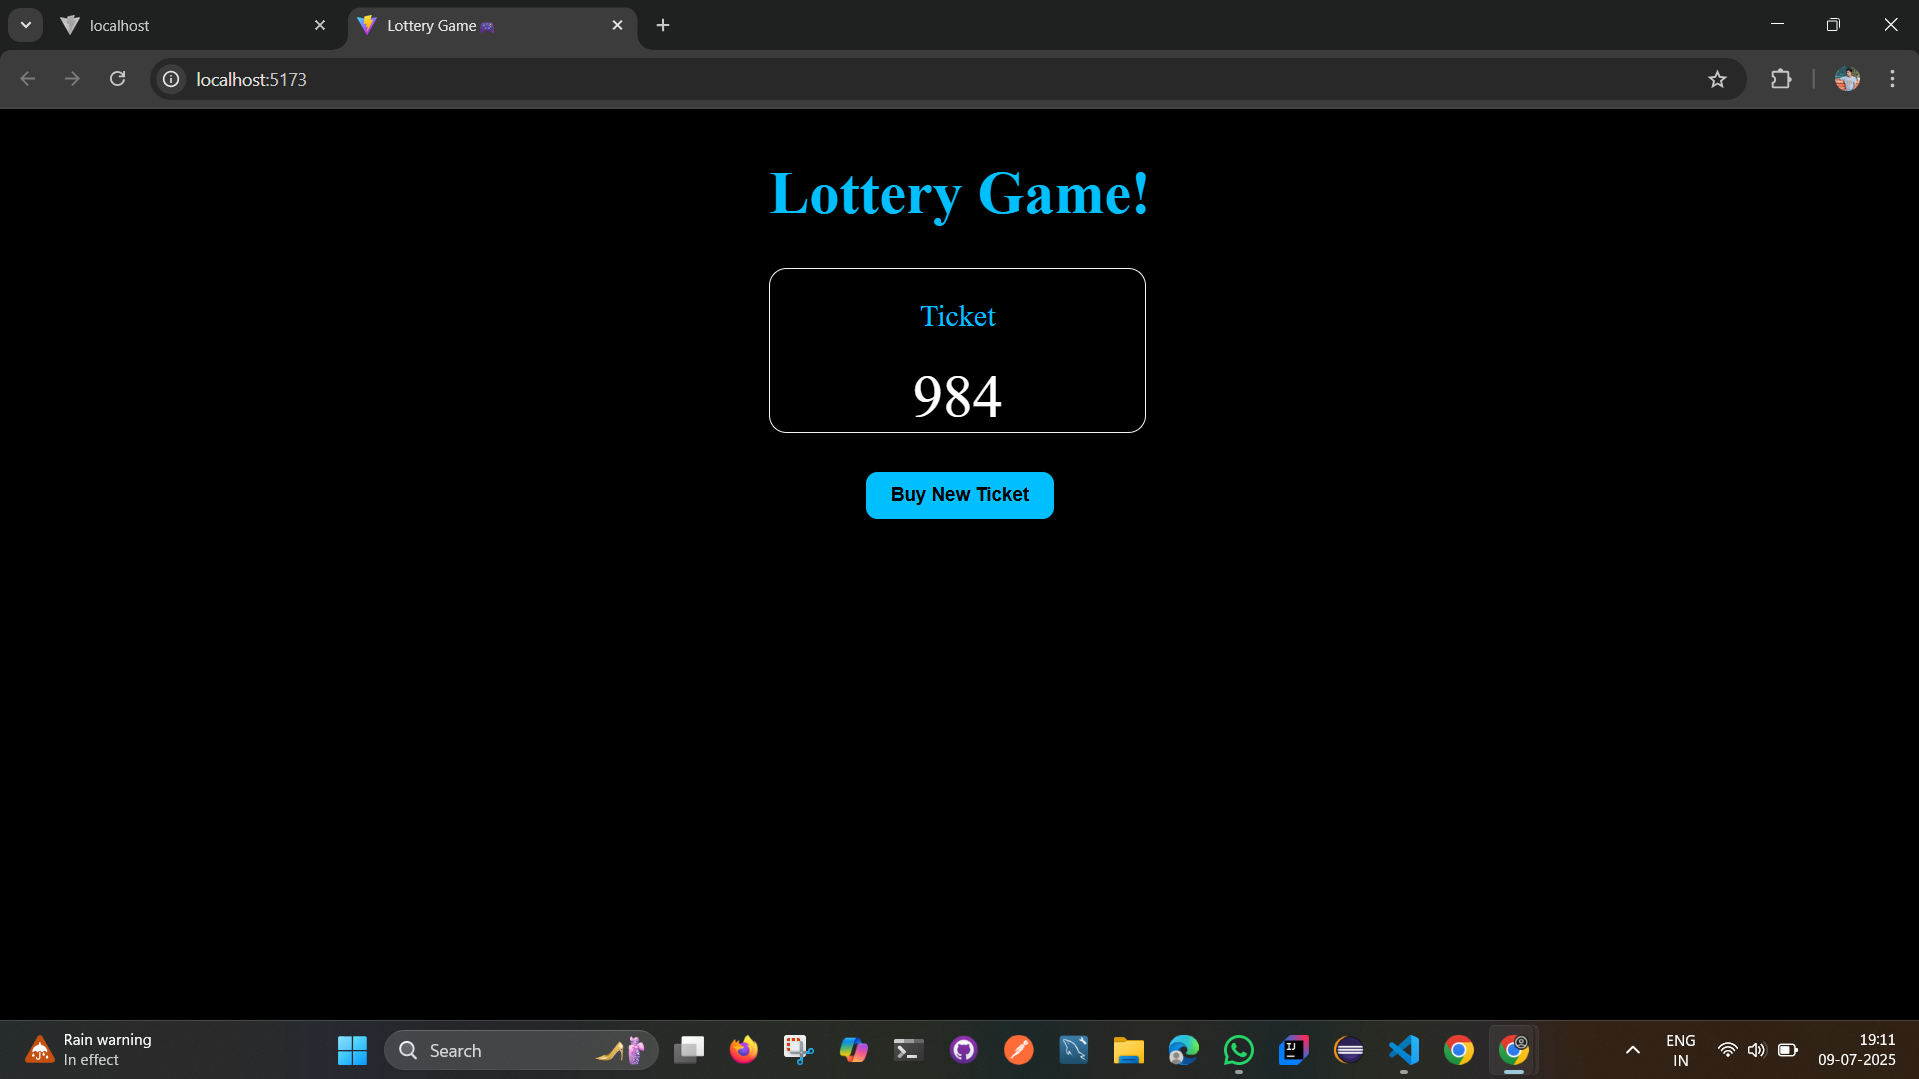 localhost
Lottery Game🎮
localhost:5173
Lottery Game!
Ticket
984
Buy New Ticket
Rain warning
In effect
Search
IJ
ENG
IN
19:11
09-07-2025